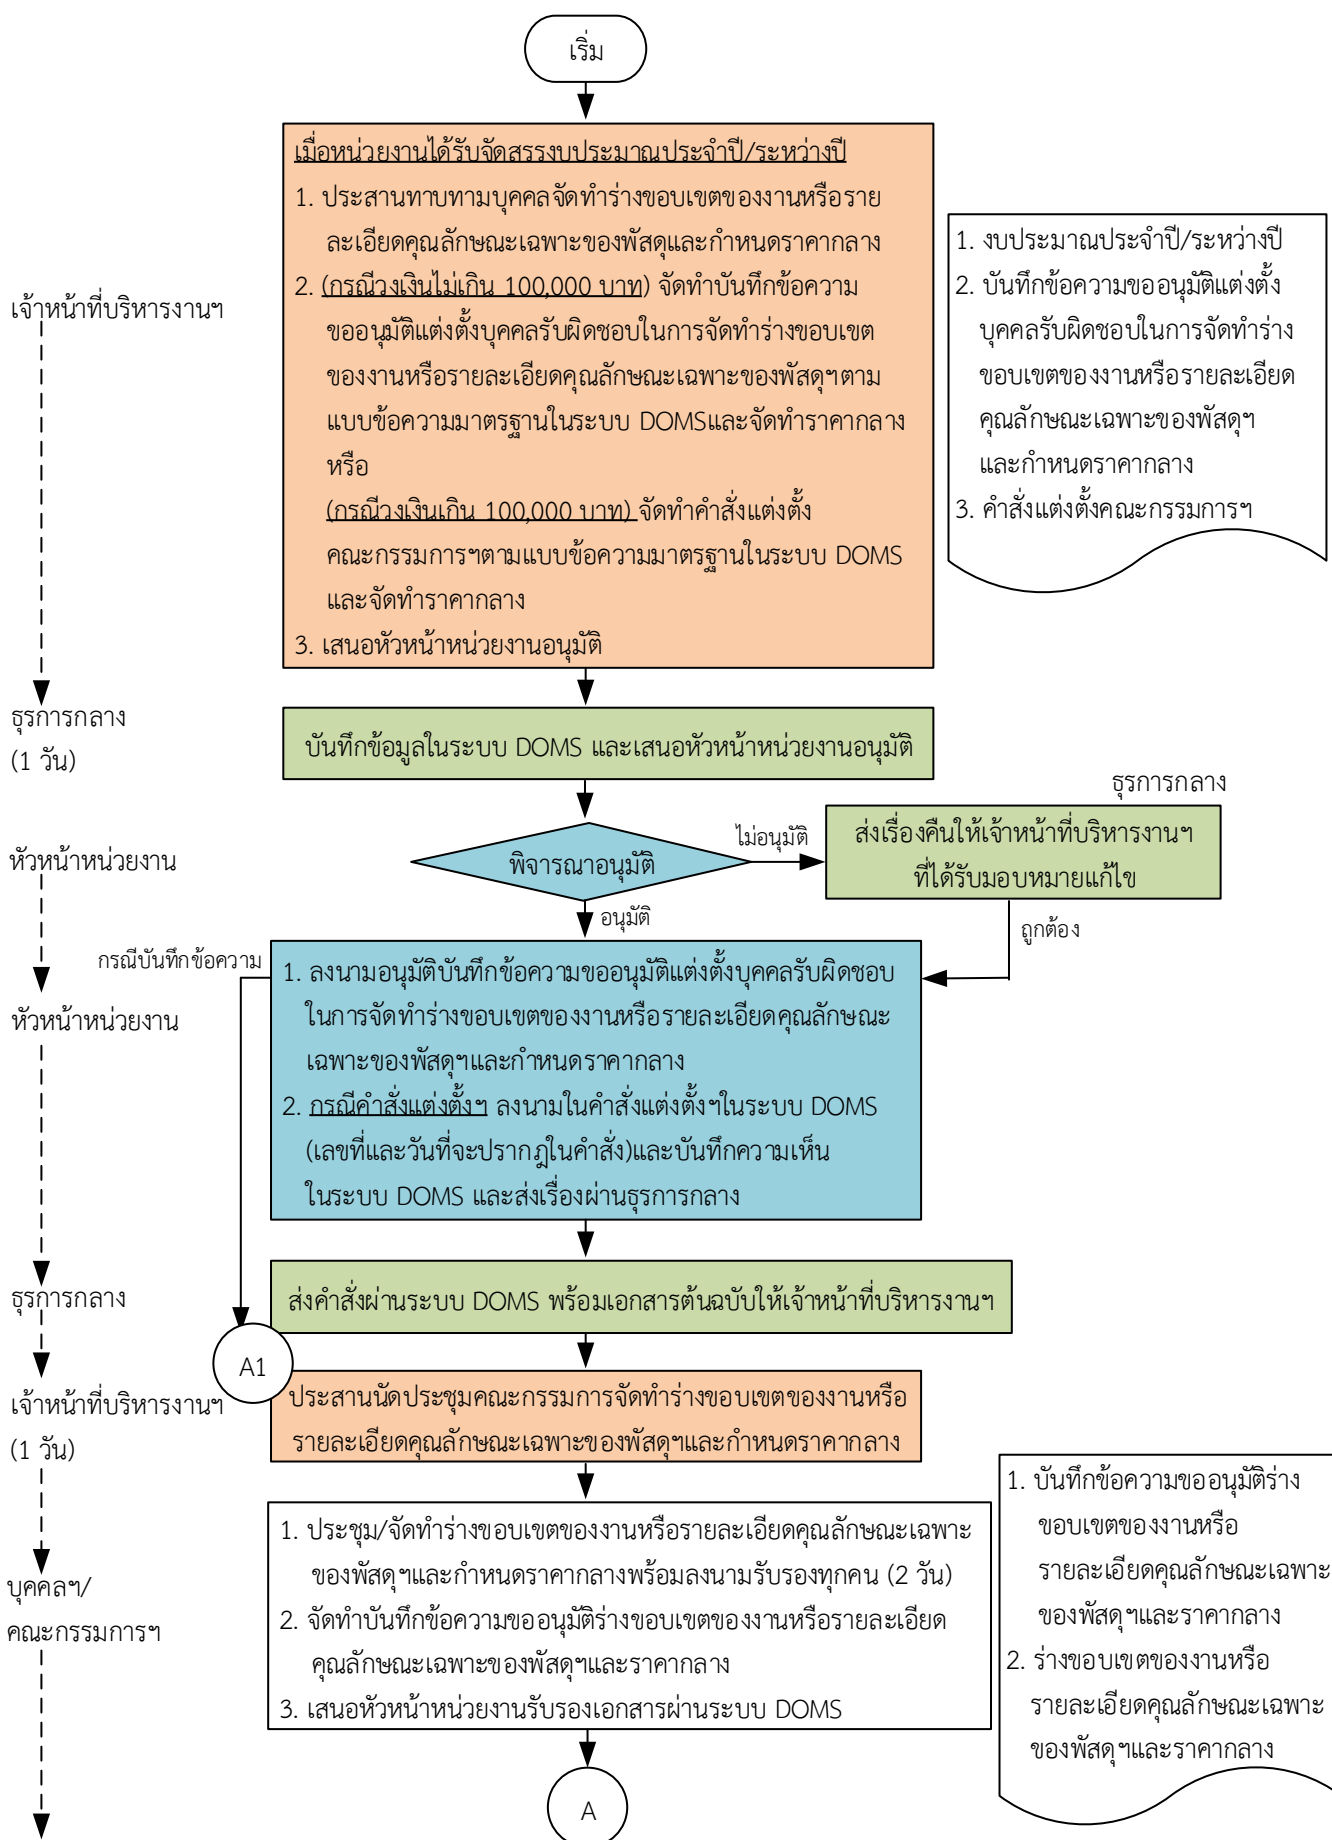 เริ่ม
เมื่อหน่วยงานได้รับจัดสรรงบประมาณประจำปี/ระหว่างปี
1. ประสานทาบทามบุคคลจัดทำร่างขอบเขตของงานหรือราย
ละเอียดคุณลักษณะเฉพาะของพัสดุและกำหนดราคากลาง
2. (กรณีวงเงินไม่เกิน 100,000 บาท) จัดทำบันทึกข้อความ
ขออนุมัติแต่งตั้งบุคคลรับผิดชอบในการจัดทำร่างขอบเขต
ของงานหรือรายละเอียดคุณลักษณะเฉพาะของพัสดุฯตาม
แบบข้อความมาตรฐานในระบบ DOMSและจัดทำราคากลาง
หรือ
(กรณีวงเงินเกิน 100,000 บาท) จัดทำคำสั่งแต่งตั้ง
คณะกรรมการฯตามแบบข้อความมาตรฐานในระบบ DOMS
และจัดทำราคากลาง
3. เสนอหัวหน้าหน่วยงานอนุมัติ
1. งบประมาณประจำปี/ระหว่างปี
2. บันทึกข้อความขออนุมัติแต่งตั้ง
บุคคลรับผิดชอบในการจัดทำร่าง
ขอบเขตของงานหรือรายละเอียด
คุณลักษณะเฉพาะของพัสดุฯ
และกำหนดราคากลาง
3. คำสั่งแต่งตั้งคณะกรรมการฯ
เจ้าหน้าที่บริหารงานฯ
ธุรการกลาง
(1 วัน)
บันทึกข้อมูลในระบบ DOMS และเสนอหัวหน้าหน่วยงานอนุมัติ
ธุรการกลาง
หัวหน้าหน่วยงาน
พิจารณาอนุมัติ
ไม่อนุมัติ
ส่งเรื่องคืนให้เจ้าหน้าที่บริหารงานฯ
ที่ได้รับมอบหมายแก้ไข
อนุมัติ
ถูกต้อง
กรณีบันทึกข้อความ
หัวหน้าหน่วยงาน
1. ลงนามอนุมัติบันทึกข้อความขออนุมัติแต่งตั้งบุคคลรับผิดชอบ
ในการจัดทำร่างขอบเขตของงานหรือรายละเอียดคุณลักษณะ
เฉพาะของพัสดุฯและกำหนดราคากลาง
2. กรณีคำสั่งแต่งตั้งฯ ลงนามในคำสั่งแต่งตั้งฯในระบบ DOMS
(เลขที่และวันที่จะปรากฎในคำสั่ง)และบันทึกความเห็น
ในระบบ DOMS และส่งเรื่องผ่านธุรการกลาง
ธุรการกลาง
ส่งคำสั่งผ่านระบบ DOMS พร้อมเอกสารต้นฉบับให้เจ้าหน้าที่บริหารงานฯ
A1
เจ้าหน้าที่บริหารงานฯ
(1 วัน)
ประสานนัดประชุมคณะกรรมการจัดทำร่างขอบเขตของงานหรือ
รายละเอียดคุณลักษณะเฉพาะของพัสดุฯและกำหนดราคากลาง
บุคคลฯ/
คณะกรรมการฯ
1. ประชุม/จัดทำร่างขอบเขตของงานหรือรายละเอียดคุณลักษณะเฉพาะ
ของพัสดุฯและกำหนดราคากลางพร้อมลงนามรับรองทุกคน (2 วัน)
2. จัดทำบันทึกข้อความขออนุมัติร่างขอบเขตของงานหรือรายละเอียด
คุณลักษณะเฉพาะของพัสดุฯและราคากลาง
3. เสนอหัวหน้าหน่วยงานรับรองเอกสารผ่านระบบ DOMS
1. บันทึกข้อความขออนุมัติร่าง
ขอบเขตของงานหรือ
รายละเอียดคุณลักษณะเฉพาะ
ของพัสดุฯและราคากลาง
2. ร่างขอบเขตของงานหรือ
รายละเอียดคุณลักษณะเฉพาะ
ของพัสดุฯและราคากลาง
A